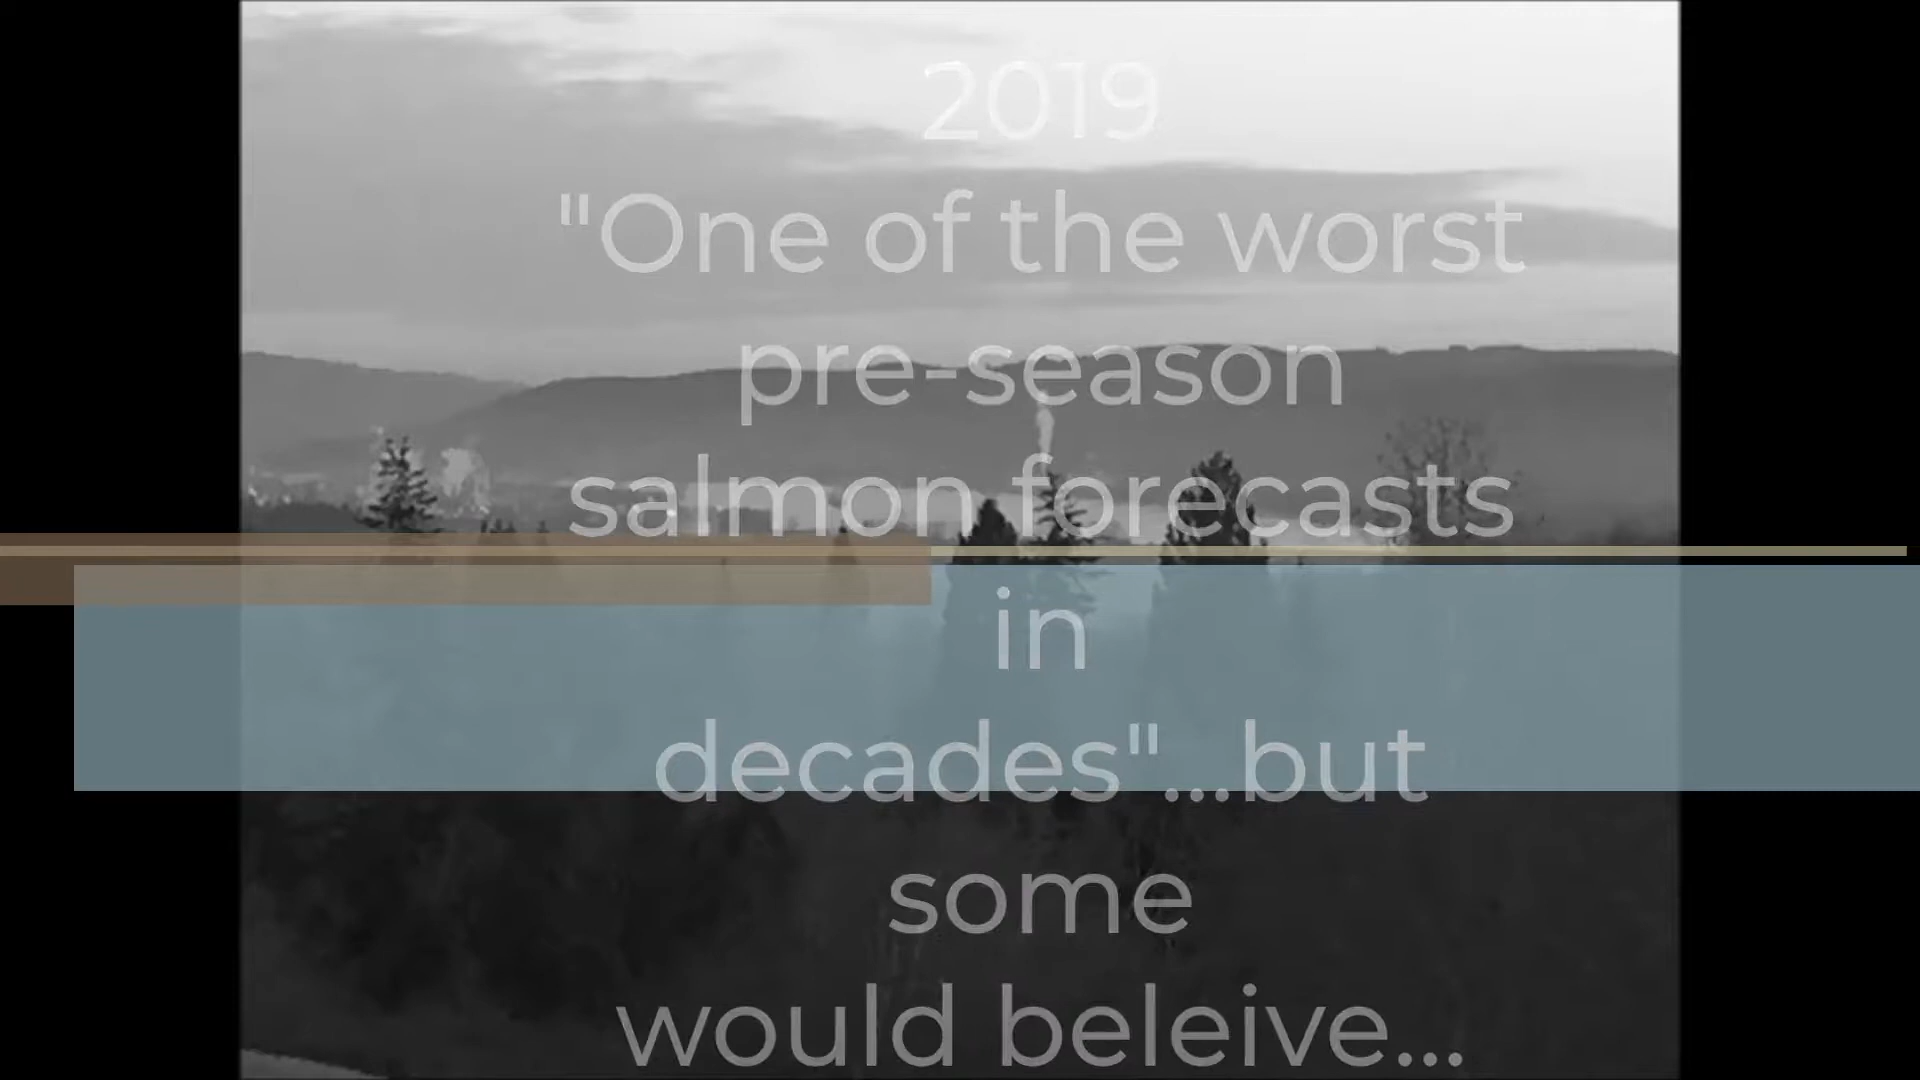 2019
"One of the worst
pre-season
salmon forecasts
in
decades"...but
some
would beleive...